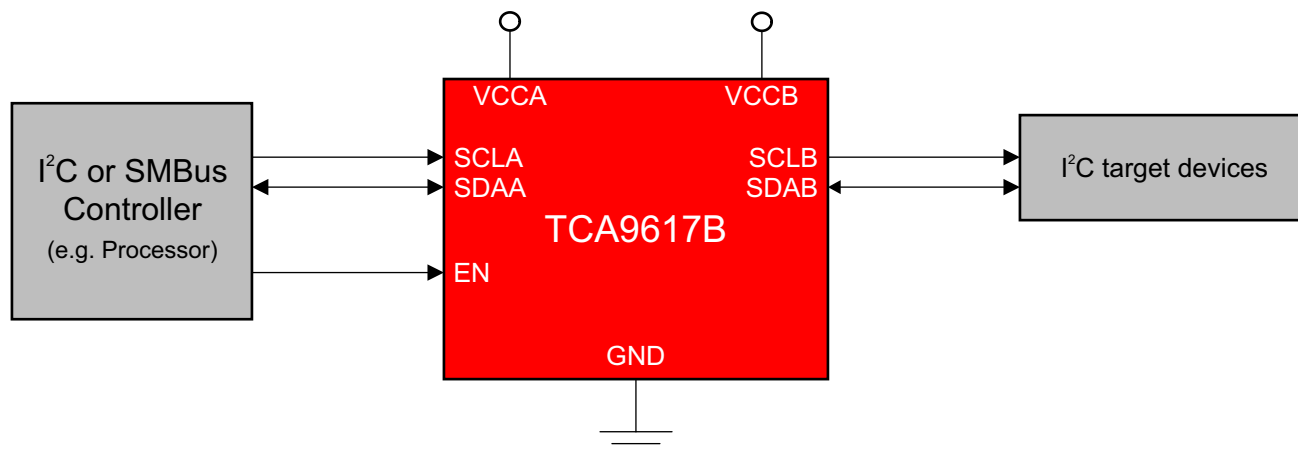 VCCA
VCCB
I²C or SMBus
Controller
(e.g. Processor)
SCLA
SDAA
EN
SCLB
SDAB
TCA9617B
GND
I²C target devices